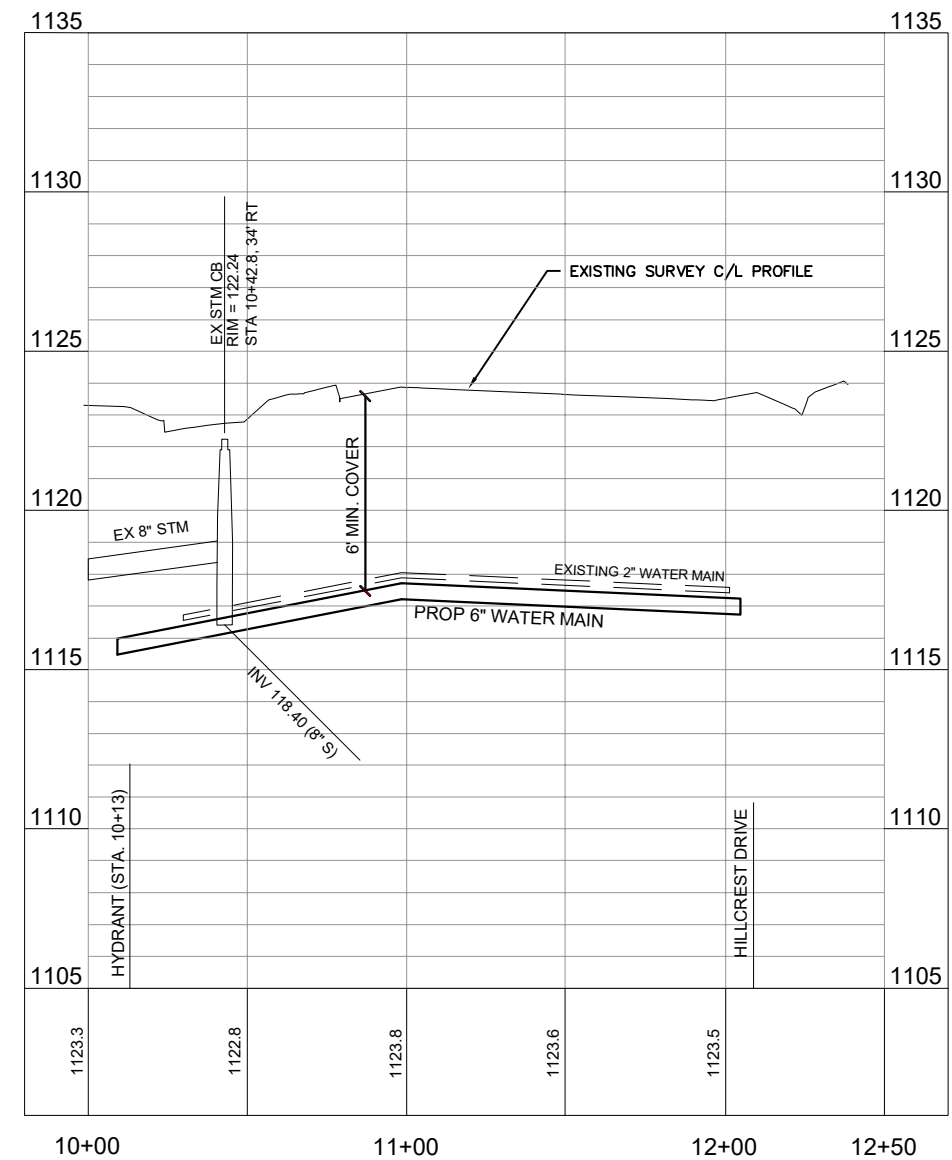 1135
1135
1130
1130
EX STM CB
RIM = 122.24
STA 10+42.8, 34' RT
EXISTING SURVEY C/L PROFILE
1125
1125
6' MIN. COVER
1120
1120
EX 8" STM
EXISTING 2" WATER MAIN
PROP 6" WATER MAIN
1115
1115
INV 118.40 (8" S)
HYDRANT (STA. 10+13)
HILLCREST DRIVE
1110
1110
1105
1105
1123.3
1122.8
1123.8
1123.6
1123.5
10+00
11+00
12+00
12+50